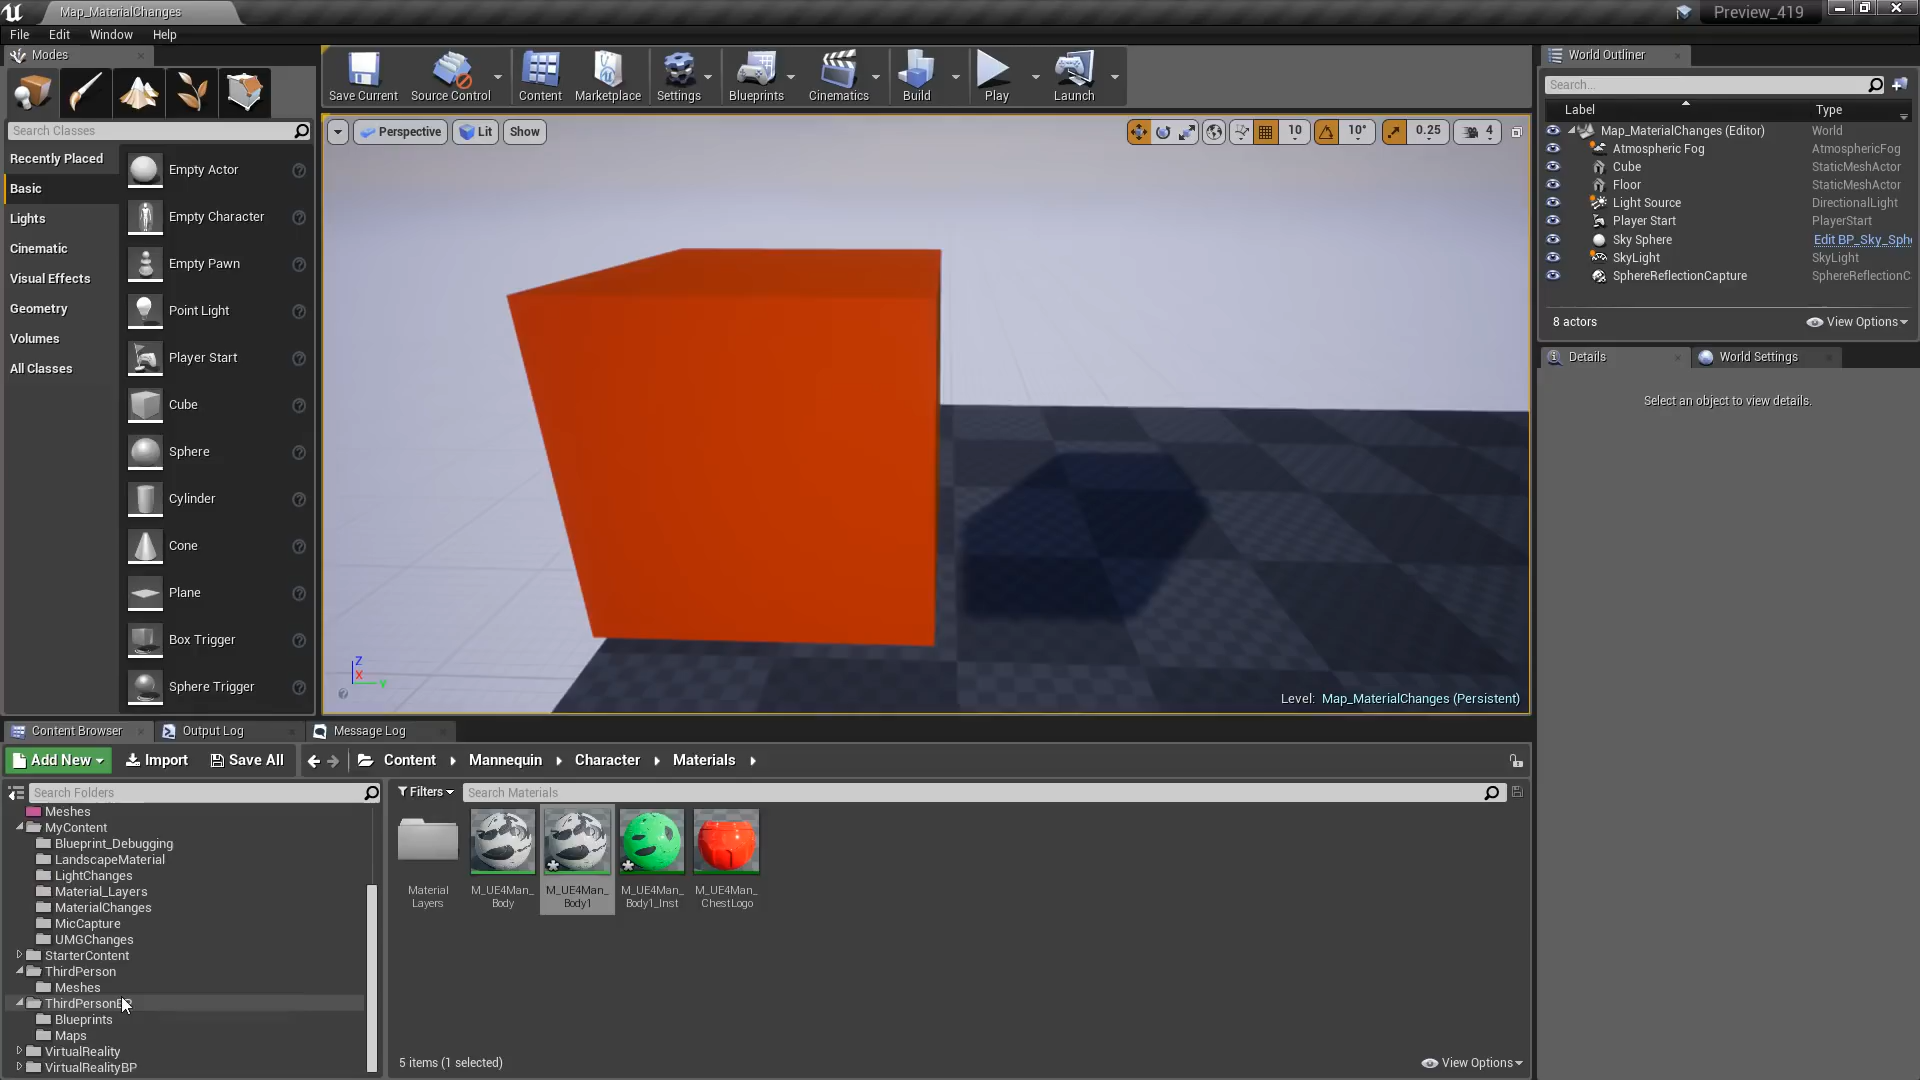 Map_MaterialChanges
Preview_419
File Edit Window Help
Modes
Save Current
Source Control
Content
Marketplace
Settings
Blueprints
Cinematics
Build
Play
Launch
World Outliner
Search...
Label Type
Map_MaterialChanges (Editor) World
Atmospheric Fog AtmosphericFog
Cube StaticMeshActor
Floor StaticMeshActor
Light Source DirectionalLight
Player Start PlayerStart
Sky Sphere Edit BP_Sky_Sph
SkyLight SkyLight
SphereReflectionCapture SphereReflectionC
8 actors View Options
Details World Settings
Select an object to view details.
Search Classes
Recently Placed
Basic
Lights
Cinematic
Visual Effects
Geometry
Volumes
All Classes
Empty Actor
Empty Character
Empty Pawn
Point Light
Player Start
Cube
Sphere
Cylinder
Cone
Plane
Box Trigger
Sphere Trigger
Perspective Lit Show
10 10° 0.25 4
Z
X
Y
Level: Map_MaterialChanges (Persistent)
Content Browser Output Log Message Log
Add New Import Save All Content Mannequin Character Materials
Search Folders
Meshes
MyContent
Blueprint_Debugging
LandscapeMaterial
LightChanges
Material_Layers
MaterialChanges
MicCapture
UMGChanges
StarterContent
ThirdPerson
Meshes
Blueprints
Maps
VirtualReality
VirtualRealityBP
Filters Search Materials
Material
Layers
M_UE4Man_
Body
M_UE4Man_
Body1
M_UE4Man_
Body1_Inst
M_UE4Man_
ChestLogo
5 items (1 selected) View Options